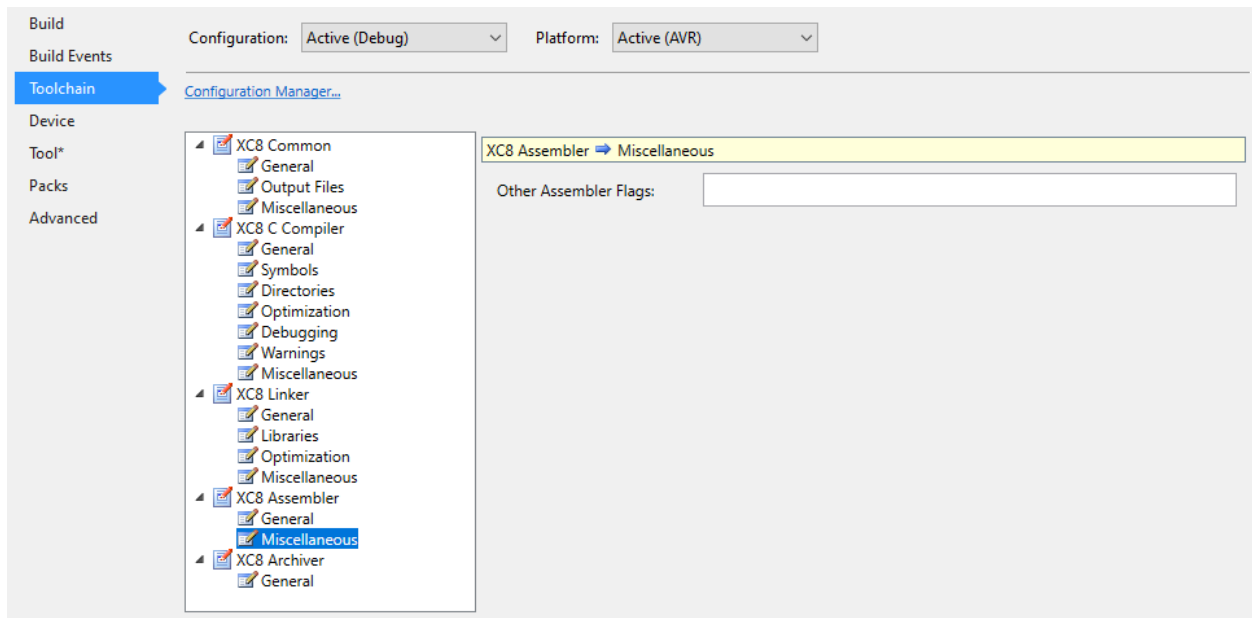 Build
Build Events
Toolchain
Device
Tool*
Packs
Advanced
Configuration: Active (Debug) Platform: Active (AVR)
Configuration Manager...
XC8 Common
General
Output Files
Miscellaneous
XC8 C Compiler
General
Symbols
Directories
Optimization
Debugging
Warnings
Miscellaneous
XC8 Linker
General
Libraries
Optimization
Miscellaneous
XC8 Assembler
General
Miscellaneous
XC8 Archiver
General
XC8 Assembler ➡ Miscellaneous
Other Assembler Flags: